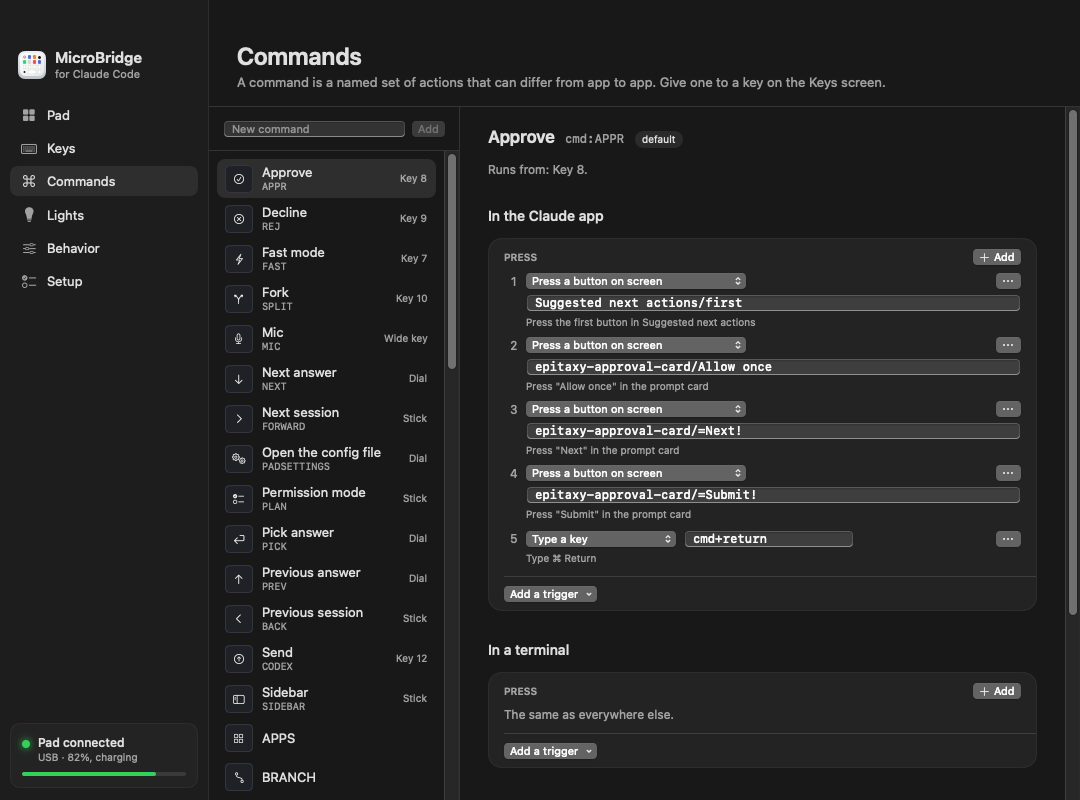 MicroBridge
for Claude Code
Pad
Keys
Commands
Lights
Behavior
Setup
Pad connected
USB · 82%, charging
Commands
A command is a named set of actions that can differ from app to app. Give one to a key on the Keys screen.
New command
Add
Approve
APPR
Key 8
Decline
REJ
Key 9
Fast mode
FAST
Key 7
Fork
SPLIT
Key 10
Mic
MIC
Wide key
Next answer
NEXT
Dial
Next session
FORWARD
Stick
Open the config file
PADSETTINGS
Dial
Permission mode
PLAN
Stick
Pick answer
PICK
Dial
Previous answer
PREV
Dial
Previous session
BACK
Stick
Send
CODEX
Key 12
Sidebar
SIDEBAR
Stick
APPS
BRANCH
Approve cmd:APPR default
Runs from: Key 8.
In the Claude app
PRESS
+ Add
1 Press a button on screen ···
Suggested next actions/first
Press the first button in Suggested next actions
2 Press a button on screen ···
epitaxy-approval-card/Allow once
Press "Allow once" in the prompt card
3 Press a button on screen ···
epitaxy-approval-card/=Next!
Press "Next" in the prompt card
4 Press a button on screen ···
epitaxy-approval-card/=Submit!
Press "Submit" in the prompt card
5 Type a key cmd+return ···
Type ⌘ Return
Add a trigger
In a terminal
PRESS
+ Add
The same as everywhere else.
Add a trigger